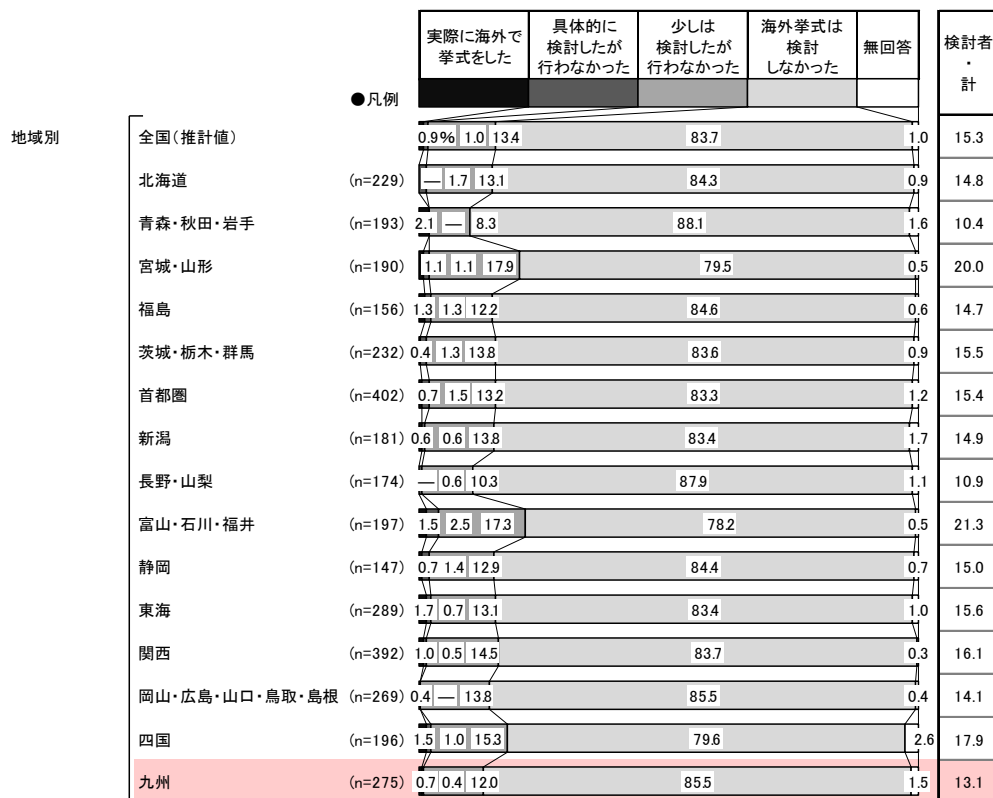 実際に海外で
挙式をした
具体的に
検討したが
行わなかった
少しは
検討したが
行わなかった
海外挙式は
検討
しなかった
無回答
検討者
・
計
●凡例
地域別
全国(推計値) 0.9% 1.0 13.4 83.7 1.0 15.3
北海道 (n=229) — 1.7 13.1 84.3 0.9 14.8
青森・秋田・岩手 (n=193) 2.1 — 8.3 88.1 1.6 10.4
宮城・山形 (n=190) 1.1 1.1 17.9 79.5 0.5 20.0
福島 (n=156) 1.3 1.3 12.2 84.6 0.6 14.7
茨城・栃木・群馬 (n=232) 0.4 1.3 13.8 83.6 0.9 15.5
首都圏 (n=402) 0.7 1.5 13.2 83.3 1.2 15.4
新潟 (n=181) 0.6 0.6 13.8 83.4 1.7 14.9
長野・山梨 (n=174) — 0.6 10.3 87.9 1.1 10.9
富山・石川・福井 (n=197) 1.5 2.5 17.3 78.2 0.5 21.3
静岡 (n=147) 0.7 1.4 12.9 84.4 0.7 15.0
東海 (n=289) 1.7 0.7 13.1 83.4 1.0 15.6
関西 (n=392) 1.0 0.5 14.5 83.7 0.3 16.1
岡山・広島・山口・鳥取・島根 (n=269) 0.4 — 13.8 85.5 0.4 14.1
四国 (n=196) 1.5 1.0 15.3 79.6 2.6 17.9
九州 (n=275) 0.7 0.4 12.0 85.5 1.5 13.1